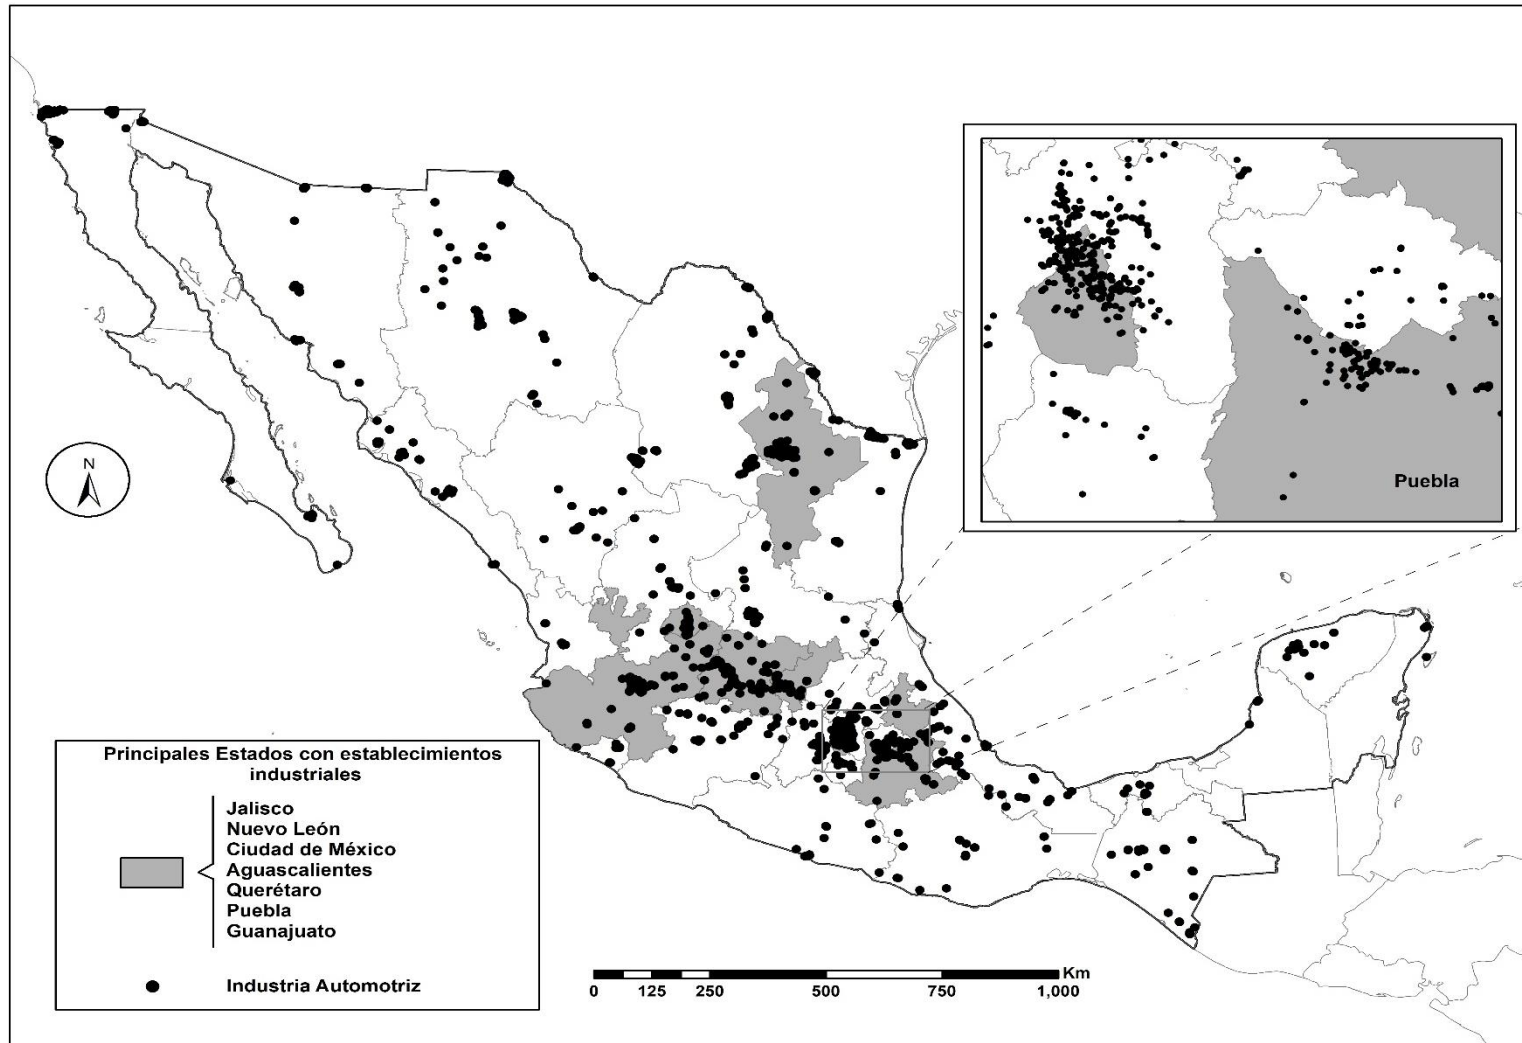 N
Puebla
Principales Estados con establecimientos
industriales
Jalisco
Nuevo León
Ciudad de México
Aguascalientes
Querétaro
Puebla
Guanajuato
Industria Automotriz
Km
0 125 250 500 750 1,000